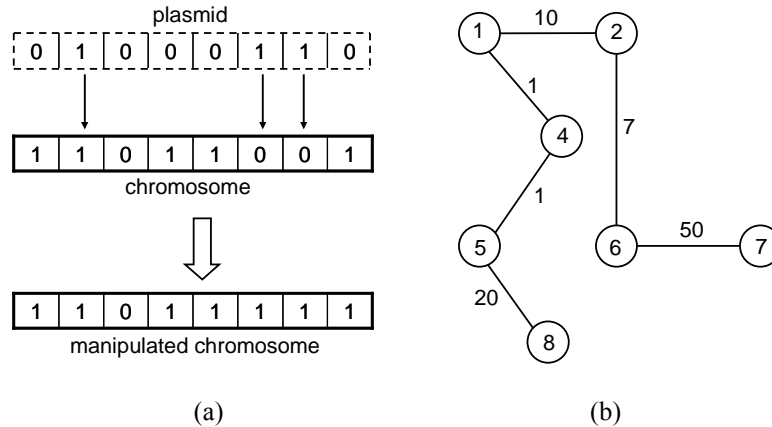 plasmid
0 1 0 0 0 1 1 0
1 1 0 1 1 0 0 1
chromosome
1 1 0 1 1 1 1 1
manipulated chromosome
(a)
1 10 2
1
4
7
1
5 6 50 7
20
8
(b)